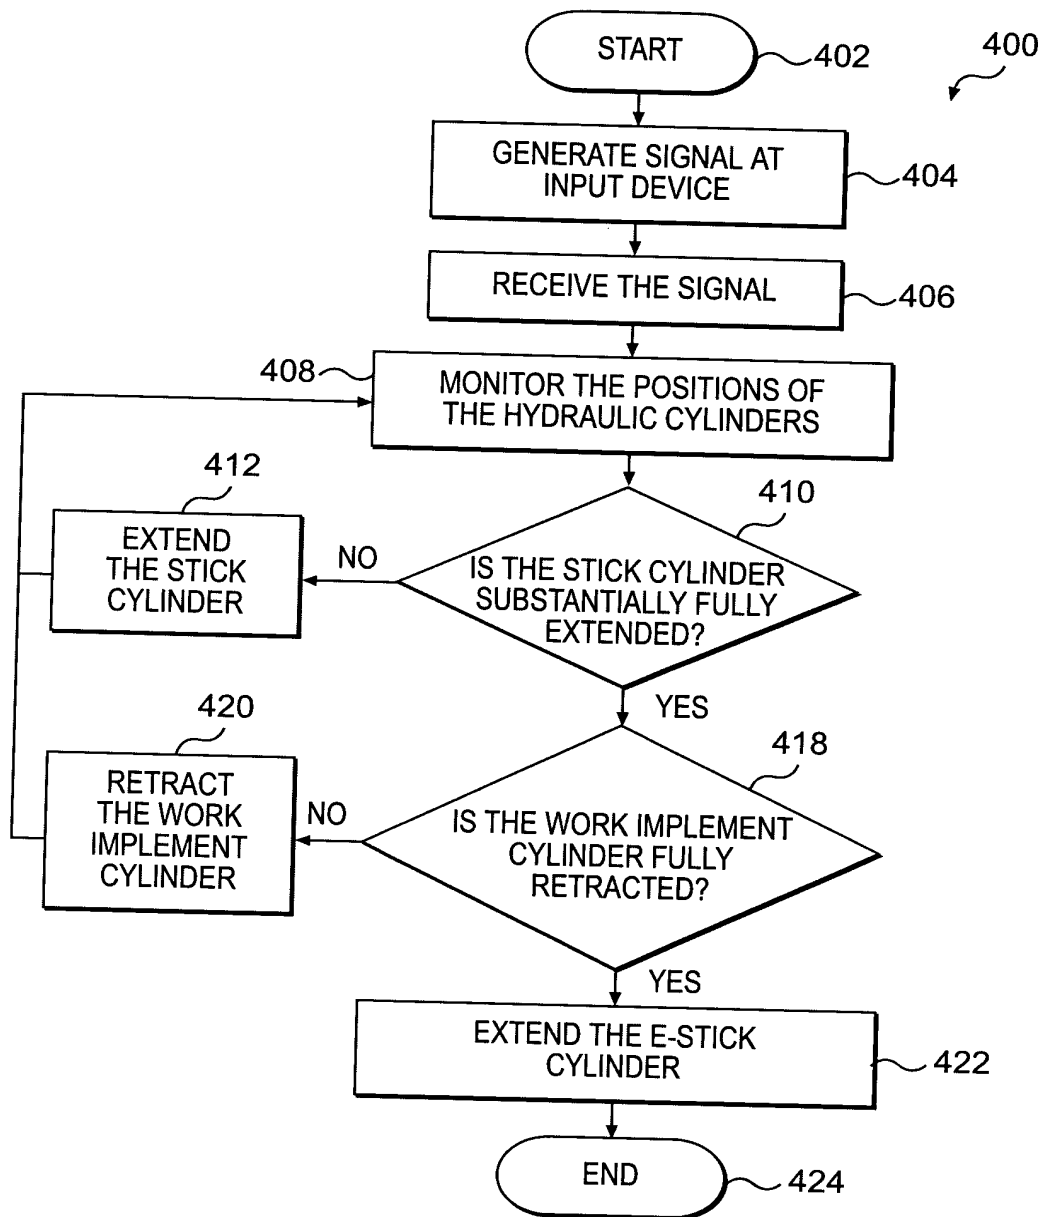 START
402
400
GENERATE SIGNAL AT
INPUT DEVICE
404
RECEIVE THE SIGNAL
406
408
MONITOR THE POSITIONS OF
THE HYDRAULIC CYLINDERS
412
410
EXTEND
THE STICK
CYLINDER
NO
IS THE STICK CYLINDER
SUBSTANTIALLY FULLY
EXTENDED?
YES
420
418
RETRACT
THE WORK
IMPLEMENT
CYLINDER
NO
IS THE WORK IMPLEMENT
CYLINDER FULLY
RETRACTED?
YES
EXTEND THE E-STICK
CYLINDER
422
END
424